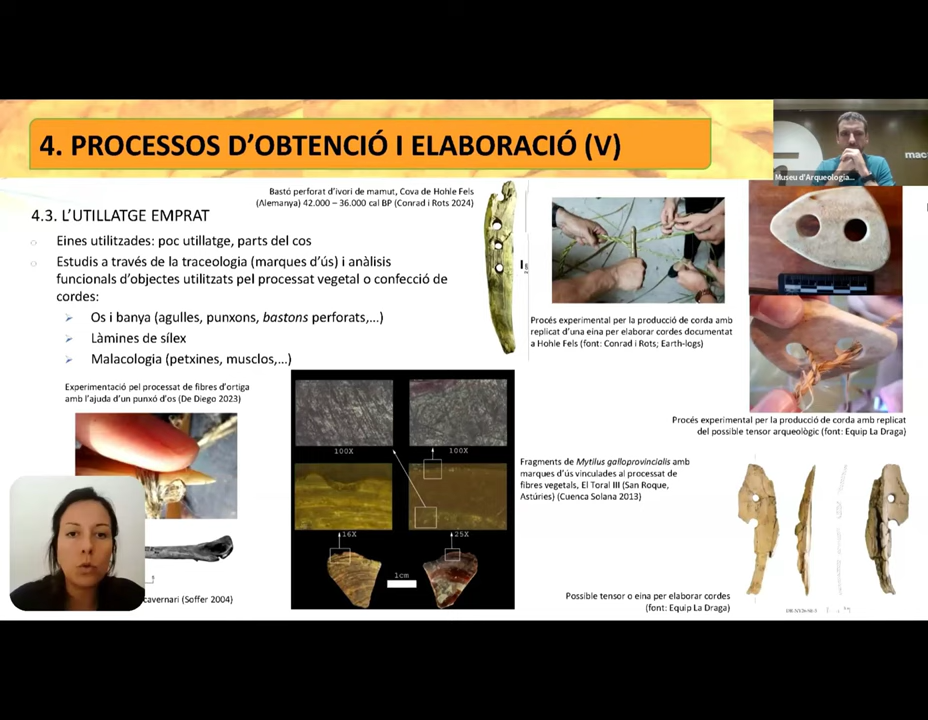 4. PROCESSOS D'OBTENCIÓ I ELABORACIÓ (V)
mac
Museu d'Arqueologia...
Bastó perforat d'ivori de mamut, Cova de Hohle Fels
(Alemanya) 42.000 – 36.000 cal BP (Conrad i Rots 2024)
4.3. L'UTILLATGE EMPRAT
Eines utilitzades: poc utillatge, parts del cos
Estudis a través de la traceologia (marques d'ús) i anàlisis
funcionals d'objectes utilitzats pel processat vegetal o confecció de
cordes:
Os i banya (agulles, punxons, bastons perforats,...)
Làmines de sílex
Malacologia (petxines, musclos,...)
Procés experimental per la producció de corda amb
replicat d'una eina per elaborar cordes documentat
a Hohle Fels (font: Conrad i Rots; Earth-logs)
Experimentació pel processat de fibres d'ortiga
amb l'ajuda d'un punxó d'os (De Diego 2023)
Procés experimental per la producció de corda amb replicat
del possible tensor arqueològic (font: Equip La Draga)
100X
100X
16X
25X
1cm
Fragments de Mytilus galloprovincialis amb
marques d'ús vinculades al processat de
fibres vegetals, El Toral III (San Roque,
Astúries) (Cuenca Solana 2013)
cavernari (Soffer 2004)
Possible tensor o eina per elaborar cordes
(font: Equip La Draga)